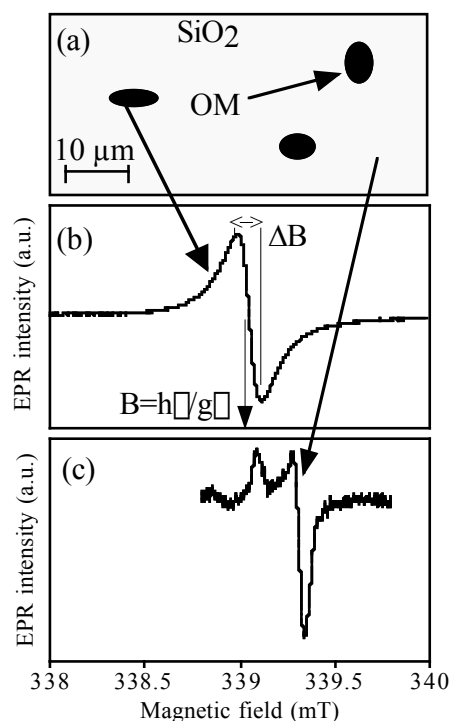 (a)
SiO2
OM
10 µm
(b)
ΔB
B=h▯/g▯
EPR intensity (a.u.)
(c)
EPR intensity (a.u.)
338 338.5 339 339.5 340
Magnetic field (mT)